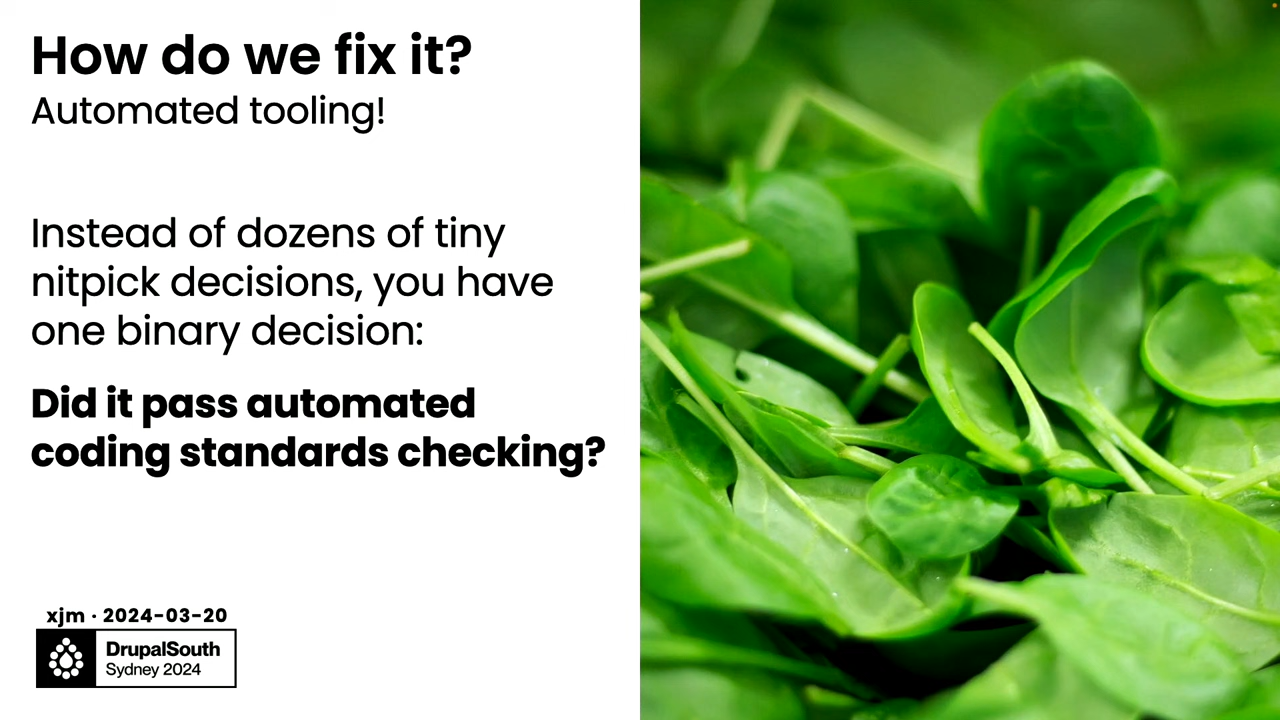 How do we fix it?
Automated tooling!
Instead of dozens of tiny
nitpick decisions, you have
one binary decision:
Did it pass automated
coding standards checking?
xjm · 2024-03-20
DrupalSouth
Sydney 2024